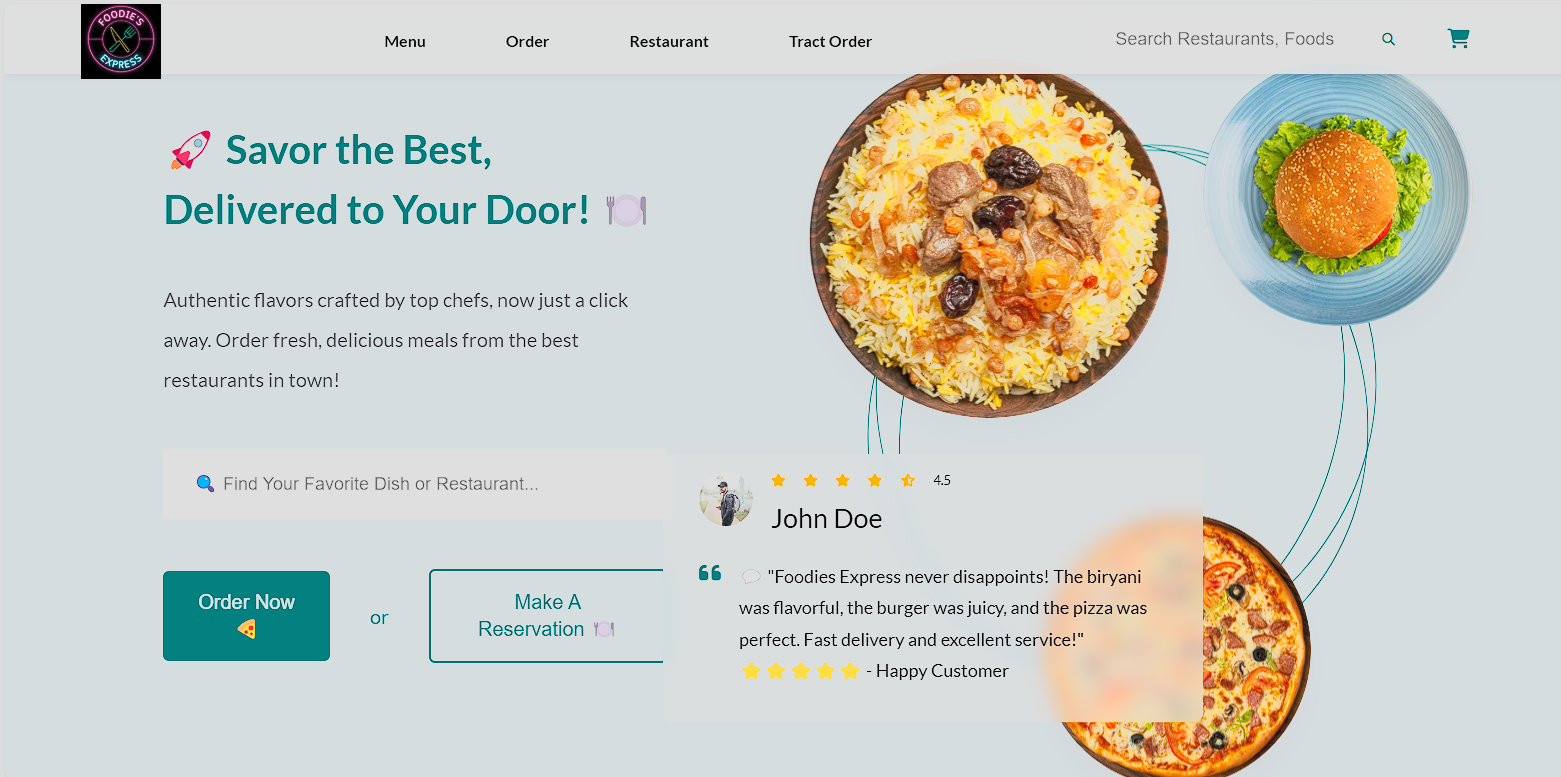 FOODIE'S
EXPRESS
Menu
Order
Restaurant
Tract Order
Search Restaurants, Foods
🚀 Savor the Best,
Delivered to Your Door! 🍽️
Authentic flavors crafted by top chefs, now just a click
away. Order fresh, delicious meals from the best
restaurants in town!
🔍 Find Your Favorite Dish or Restaurant...
Order Now
🍕
or
Make A
Reservation 🍽️
4.5
John Doe
💬 "Foodies Express never disappoints! The biryani
was flavorful, the burger was juicy, and the pizza was
perfect. Fast delivery and excellent service!"
⭐⭐⭐⭐⭐ - Happy Customer